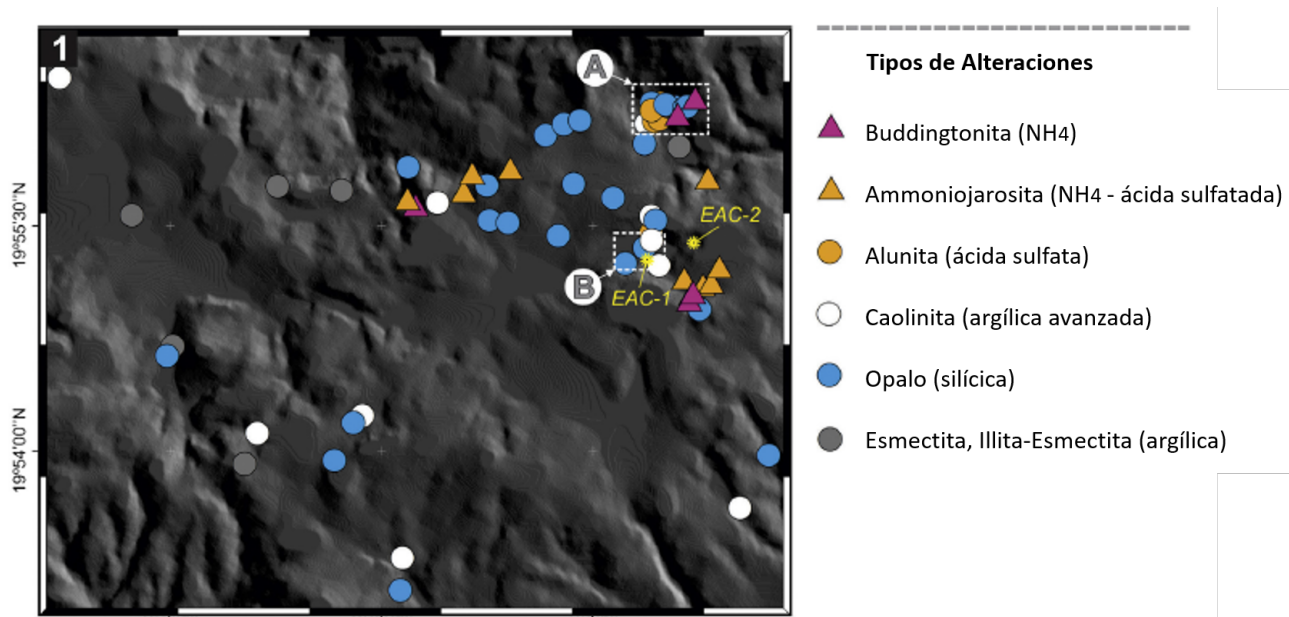 1
A
19°55'30"N
EAC-2
B
EAC-1
19°54'00"N
Tipos de Alteraciones
Buddingtonita (NH4)
Ammoniojarosita (NH4 - ácida sulfatada)
Alunita (ácida sulfata)
Caolinita (argílica avanzada)
Opalo (silícica)
Esmectita, Illita-Esmectita (argílica)